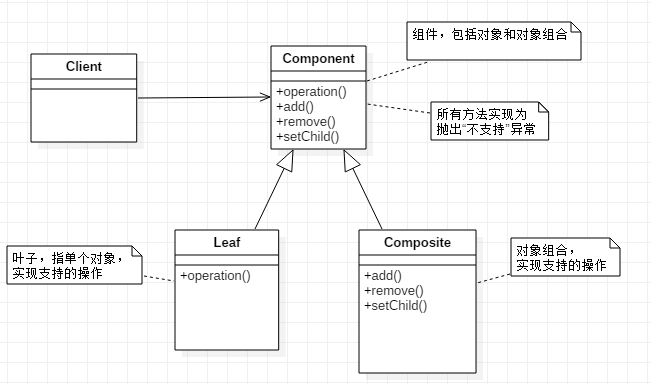 组件，包括对象和对象组合
Client
Component
+operation()
+add()
+remove()
+setChild()
所有方法实现为
抛出“不支持”异常
叶子，指单个对象，
实现支持的操作
Leaf
+operation()
Composite
+add()
+remove()
+setChild()
对象组合，
实现支持的操作